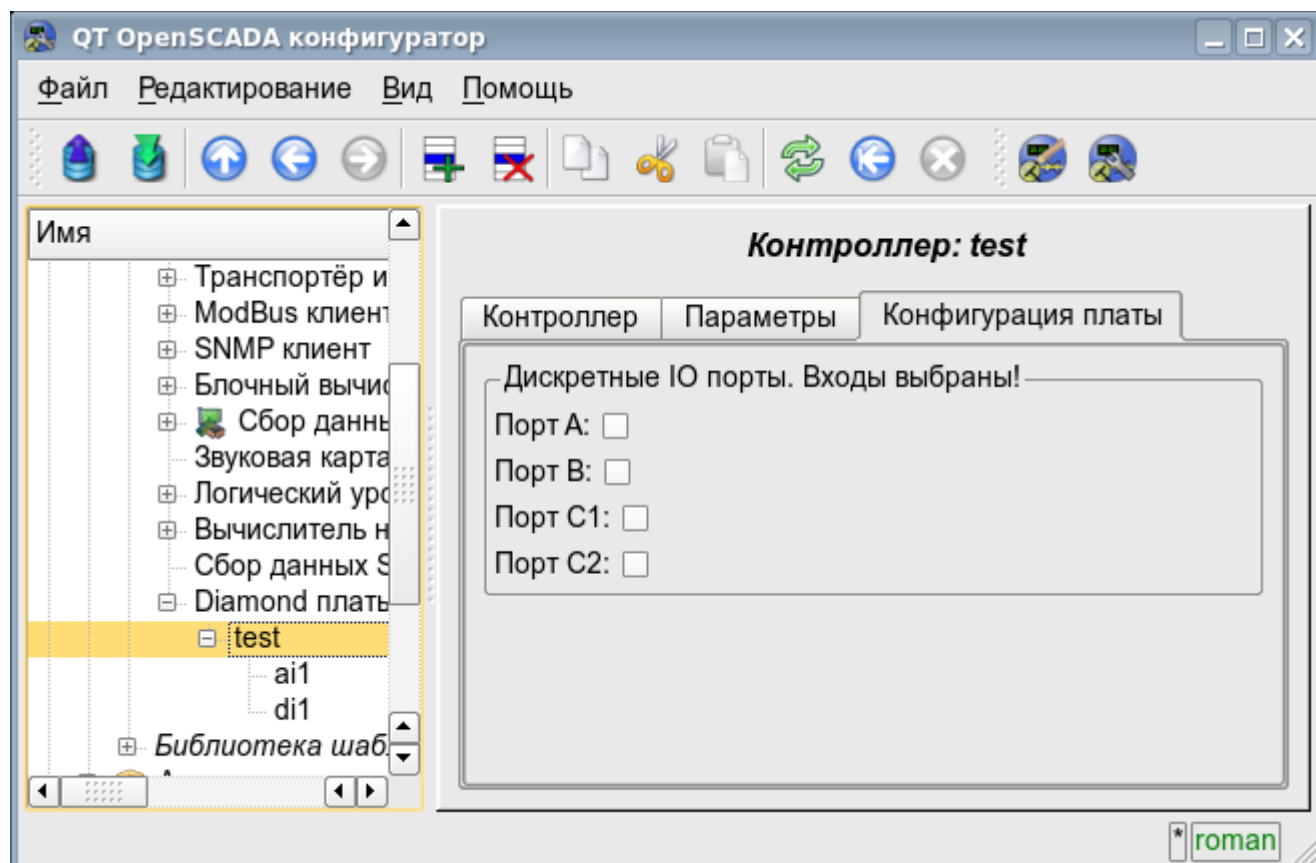 QT OpenSCADA конфигуратор
Файл Редактирование Вид Помощь
Имя
Транспортёр и
ModBus клиент
SNMP клиент
Блочный вычис
Сбор данны
Звуковая карта
Логический уро
Вычислитель н
Сбор данных S
Diamond платы
test
ai1
di1
Библиотека шаб
Контроллер: test
Контроллер Параметры Конфигурация платы
Дискретные IO порты. Входы выбраны!
Порт A:
Порт B:
Порт C1:
Порт C2:
* roman